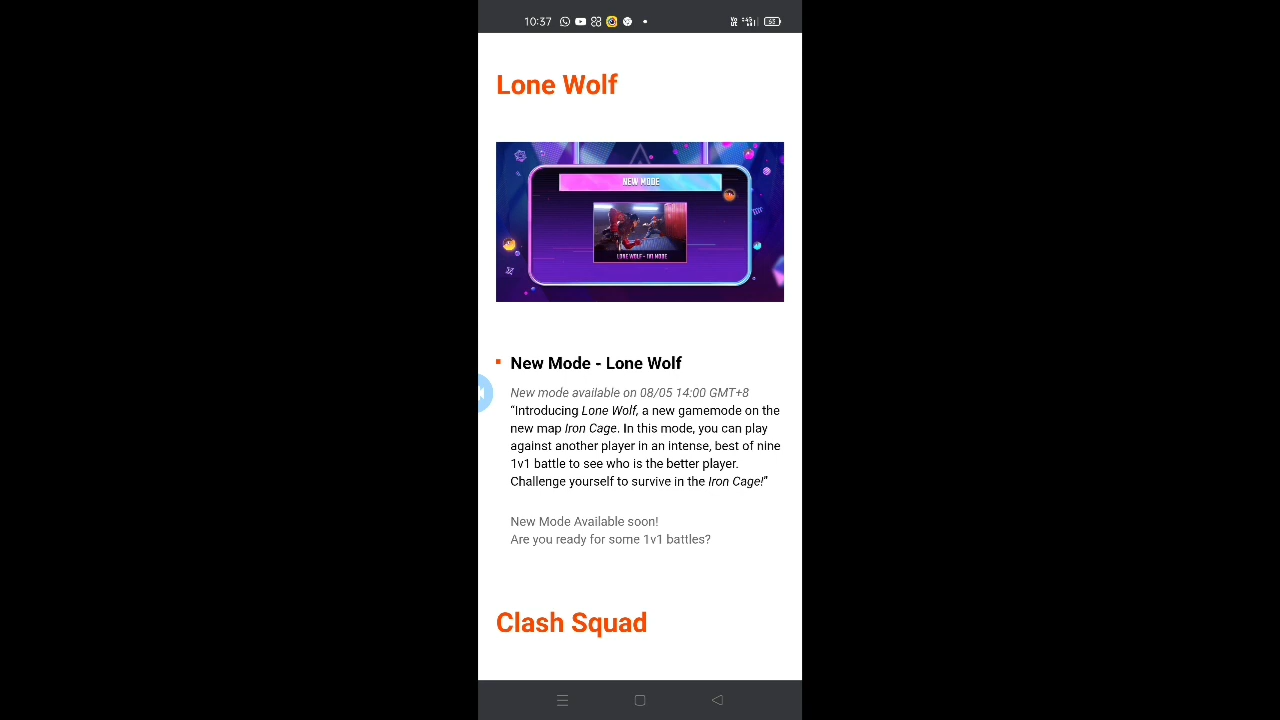 10:37
Lone Wolf
NEW MODE
LONE WOLF - 1V1 MODE
New Mode - Lone Wolf
New mode available on 08/05 14:00 GMT+8
“Introducing Lone Wolf, a new gamemode on the
new map Iron Cage. In this mode, you can play
against another player in an intense, best of nine
1v1 battle to see who is the better player.
Challenge yourself to survive in the Iron Cage!”
New Mode Available soon!
Are you ready for some 1v1 battles?
Clash Squad